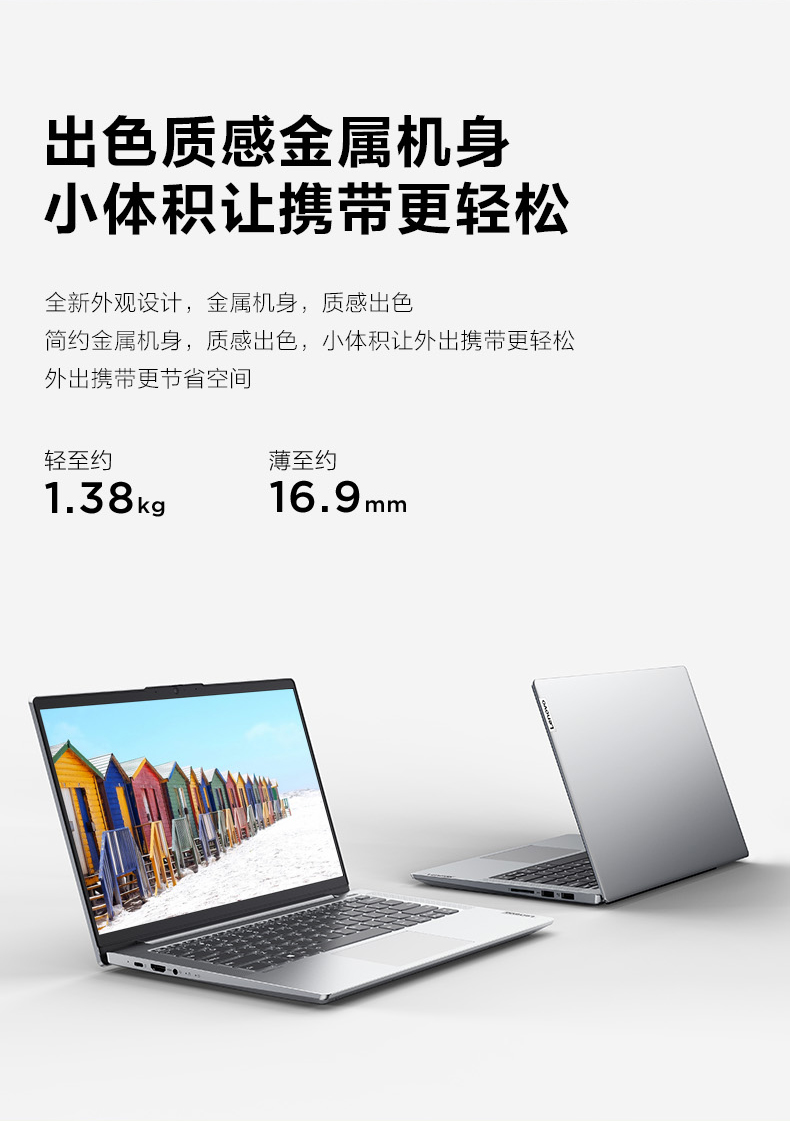 出色质感金属机身
小体积让携带更轻松
全新外观设计，金属机身，质感出色
简约金属机身，质感出色，小体积让外出携带更轻松
外出携带更节省空间
轻至约
1.38kg
薄至约
16.9mm
Lenovo